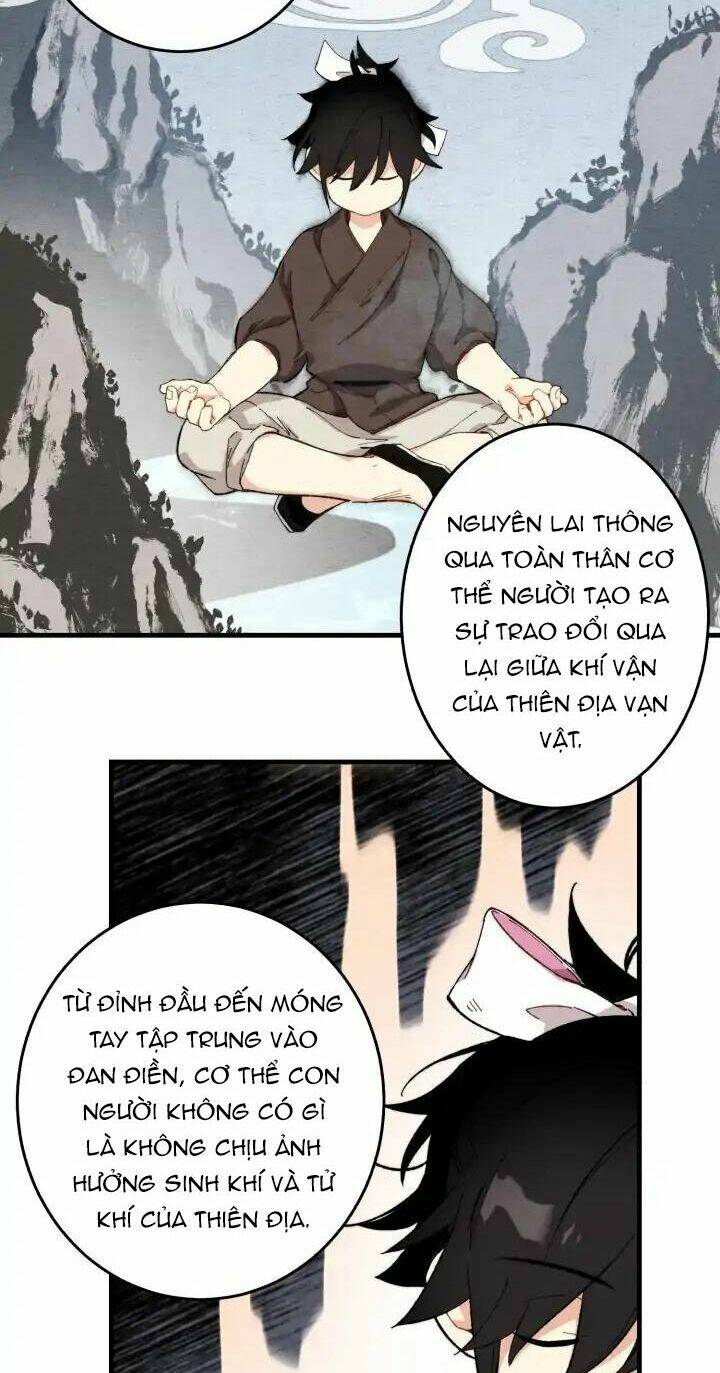 NGUYÊN LAI THÔNG
QUA TOÀN THÂN CƠ
THỂ NGƯỜI TẠO RA
SỰ TRAO ĐỔI QUA
LẠI GIỮA KHÍ VẬN
CỦA THIÊN ĐỊA VẠN
VẬT.
TỪ ĐỈNH ĐẦU ĐẾN MÓNG
TAY TẬP TRUNG VÀO
ĐAN ĐIỀN, CƠ THỂ CON
NGƯỜI KHÔNG CÓ GÌ
LÀ KHÔNG CHỊU ẢNH
HƯỞNG SINH KHÍ VÀ TỬ
KHÍ CỦA THIÊN ĐỊA.